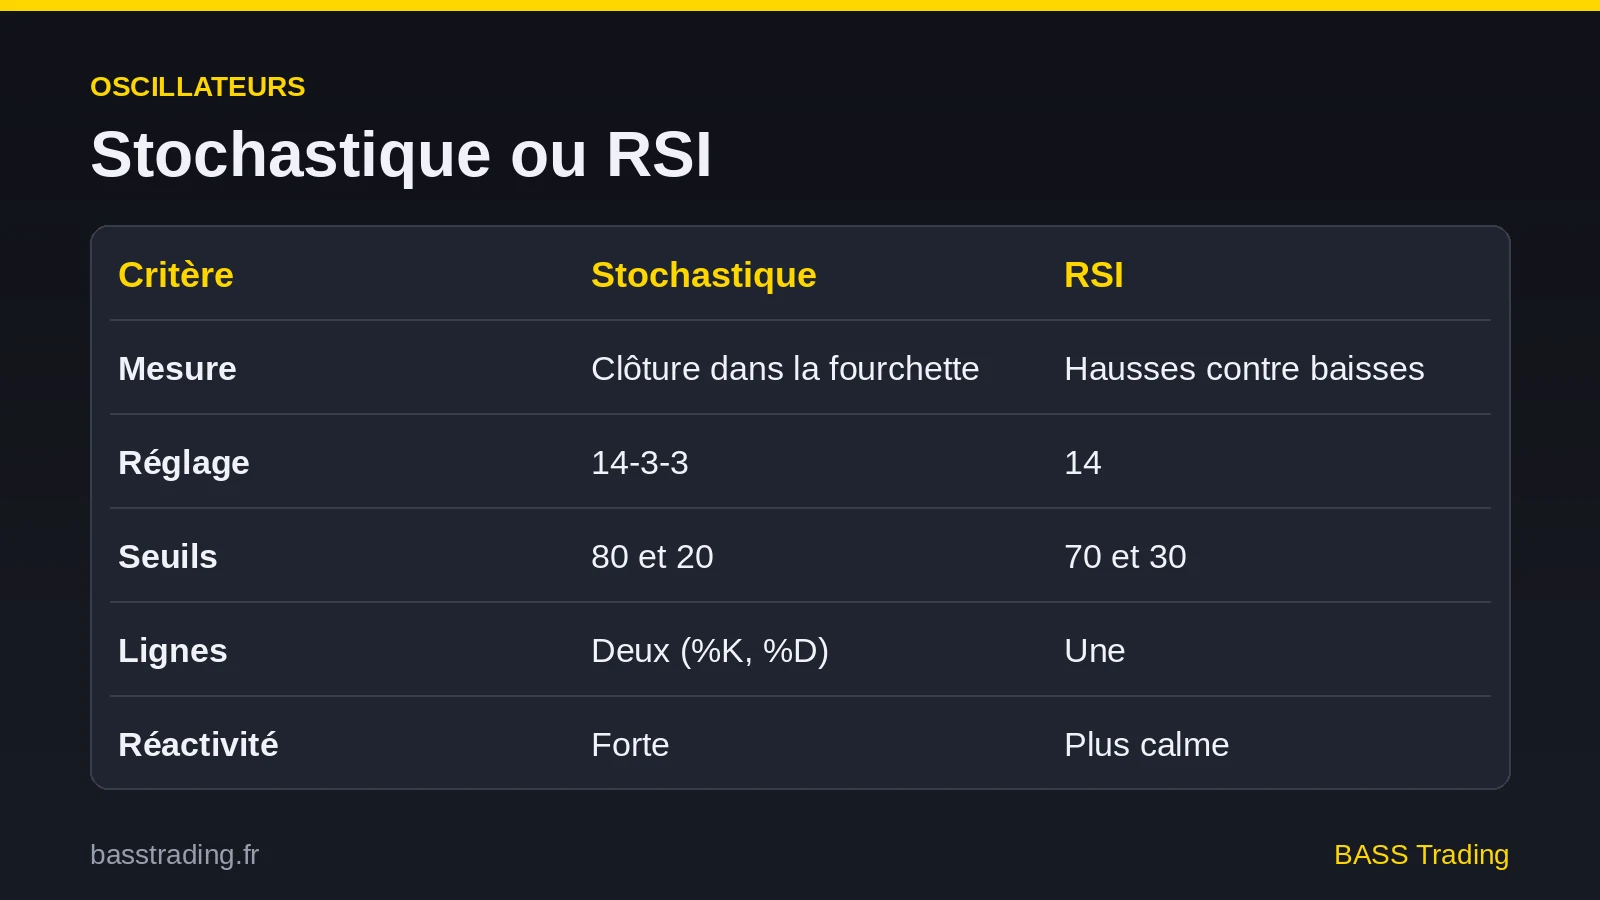 OSCILLATEURS
Stochastique ou RSI
Critère Stochastique RSI
Mesure Clôture dans la fourchette Hausses contre baisses
Réglage 14-3-3 14
Seuils 80 et 20 70 et 30
Lignes Deux (%K, %D) Une
Réactivité Forte Plus calme
basstrading.fr BASS Trading